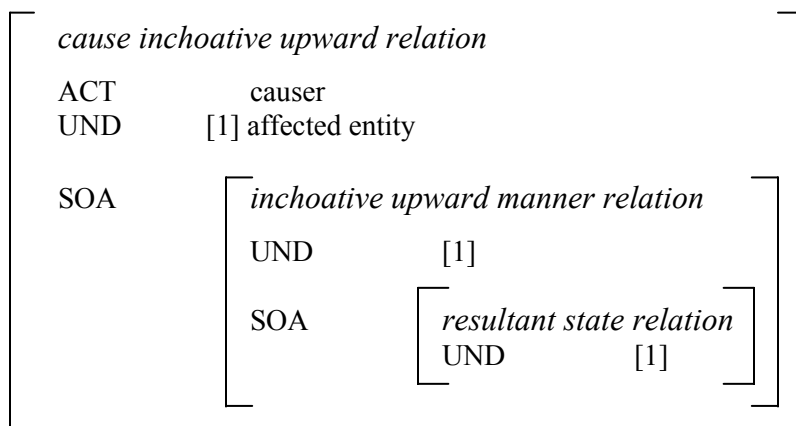 cause inchoative upward relation
ACT causer
UND [1] affected entity
SOA inchoative upward manner relation
UND [1]
SOA resultant state relation
UND [1]